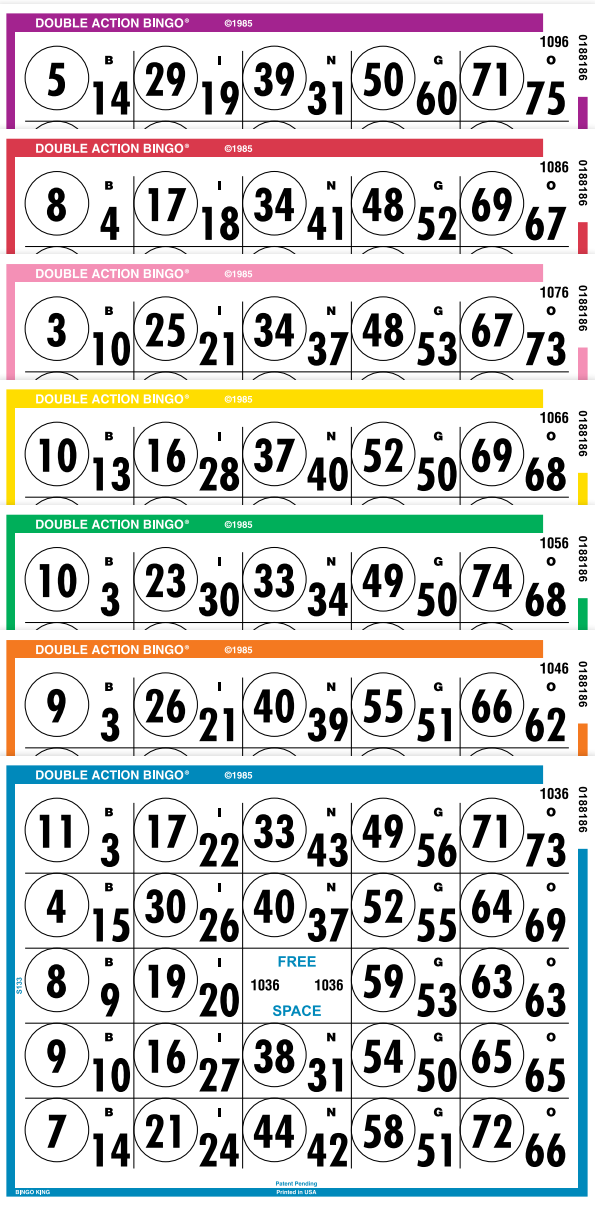 DOUBLE ACTION BINGO® ©1985
1096 0188186
B I N G O
5 14 29 19 39 31 50 60 71 75
DOUBLE ACTION BINGO® ©1985
1086 0188186
B I N G O
8 4 17 18 34 41 48 52 69 67
DOUBLE ACTION BINGO® ©1985
1076 0188186
B I N G O
3 10 25 21 34 37 48 53 67 73
DOUBLE ACTION BINGO® ©1985
1066 0188186
B I N G O
10 13 16 28 37 40 52 50 69 68
DOUBLE ACTION BINGO® ©1985
1056 0188186
B I N G O
10 3 23 30 33 34 49 50 74 68
DOUBLE ACTION BINGO® ©1985
1046 0188186
B I N G O
9 3 26 21 40 39 55 51 66 62
DOUBLE ACTION BINGO® ©1985
1036 0188186
B I N G O
11 3 17 22 33 43 49 56 71 73
B I N G O
4 15 30 26 40 37 52 55 64 69
B I FREE G O
S133 8 9 19 20 1036 1036 59 53 63 63
SPACE
B I N G O
9 10 16 27 38 31 54 50 65 65
B I N G O
7 14 21 24 44 42 58 51 72 66
Patent Pending
BINGO KING Printed in USA